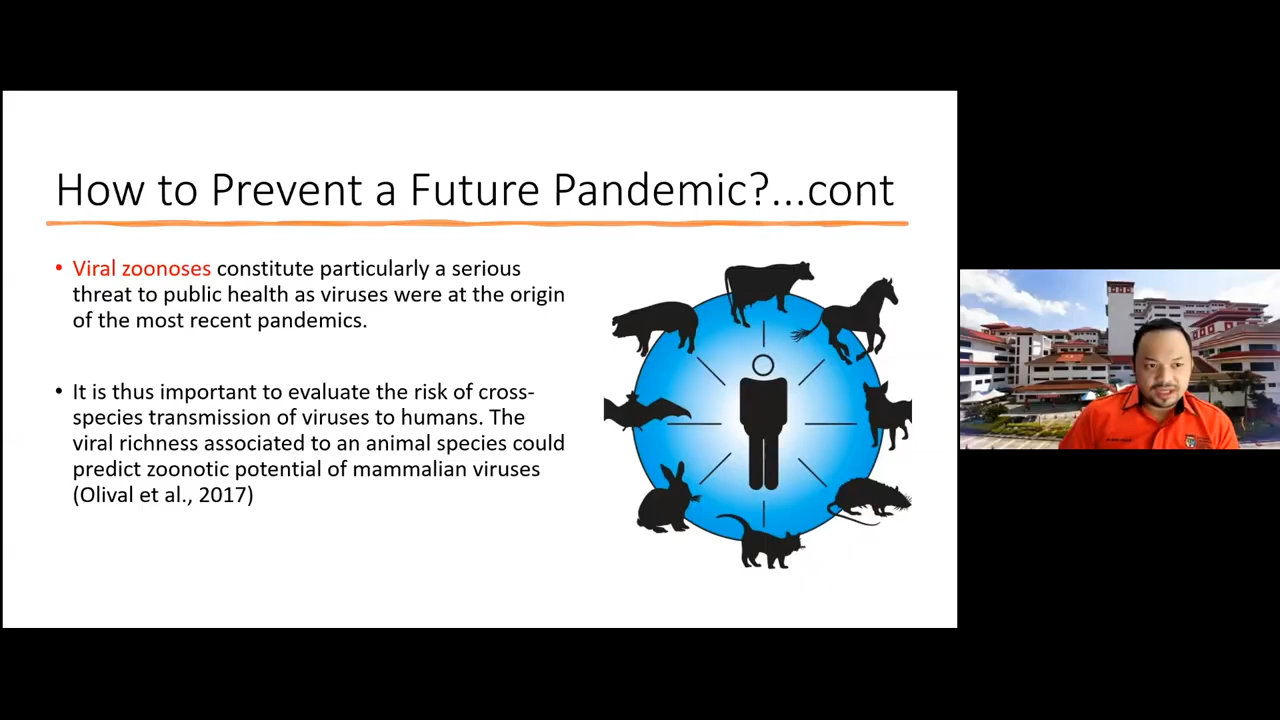 How to Prevent a Future Pandemic?...cont
• Viral zoonoses constitute particularly a serious
threat to public health as viruses were at the origin
of the most recent pandemics.
• It is thus important to evaluate the risk of cross-
species transmission of viruses to humans. The
viral richness associated to an animal species could
predict zoonotic potential of mammalian viruses
(Olival et al., 2017)